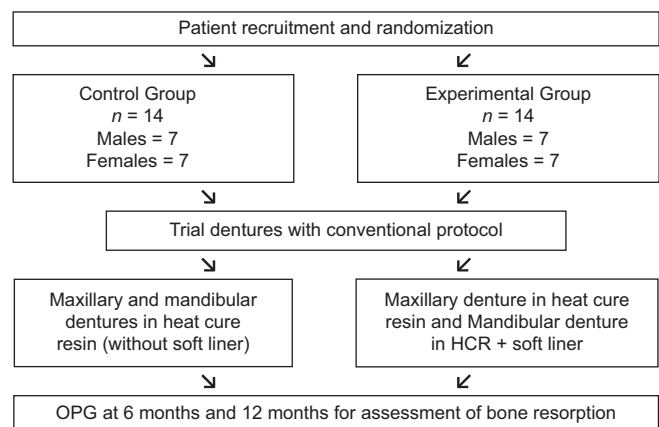 Patient recruitment and randomization
Control Group
n = 14
Males = 7
Females = 7
Experimental Group
n = 14
Males = 7
Females = 7
Trial dentures with conventional protocol
Maxillary and mandibular
dentures in heat cure
resin (without soft liner)
Maxillary denture in heat cure
resin and Mandibular denture
in HCR + soft liner
OPG at 6 months and 12 months for assessment of bone resorption